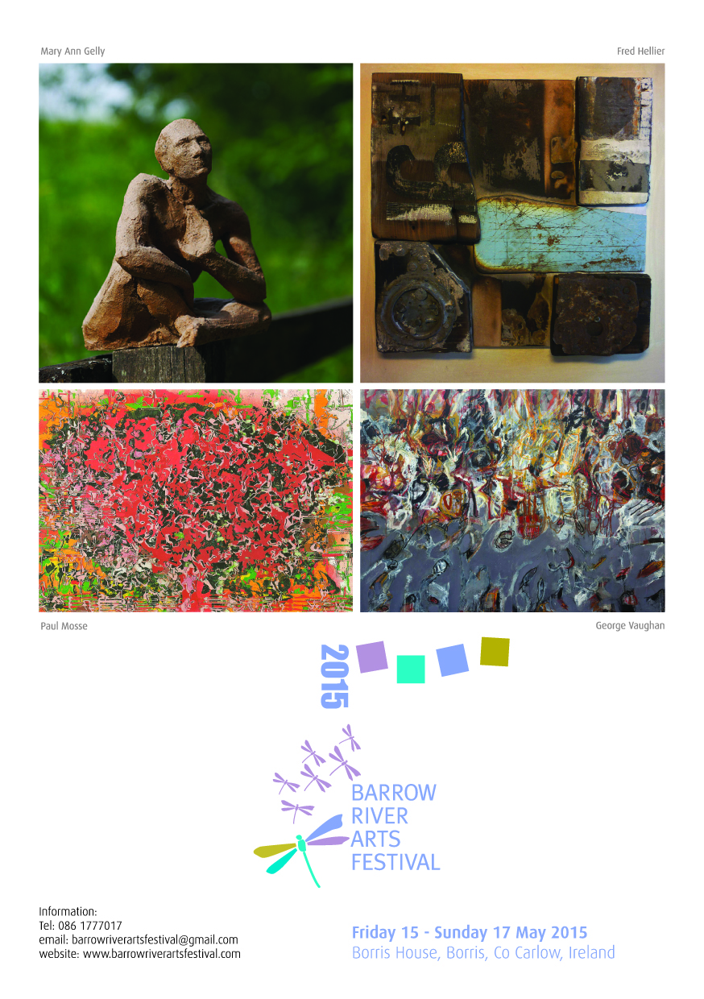 Mary Ann Gelly
Fred Hellier
Paul Mosse
George Vaughan
2015
BARROW
RIVER
ARTS
FESTIVAL
Information:
Tel: 086 1777017
email: barrowriverartsfestival@gmail.com
website: www.barrowriverartsfestival.com
Friday 15 - Sunday 17 May 2015
Borris House, Borris, Co Carlow, Ireland